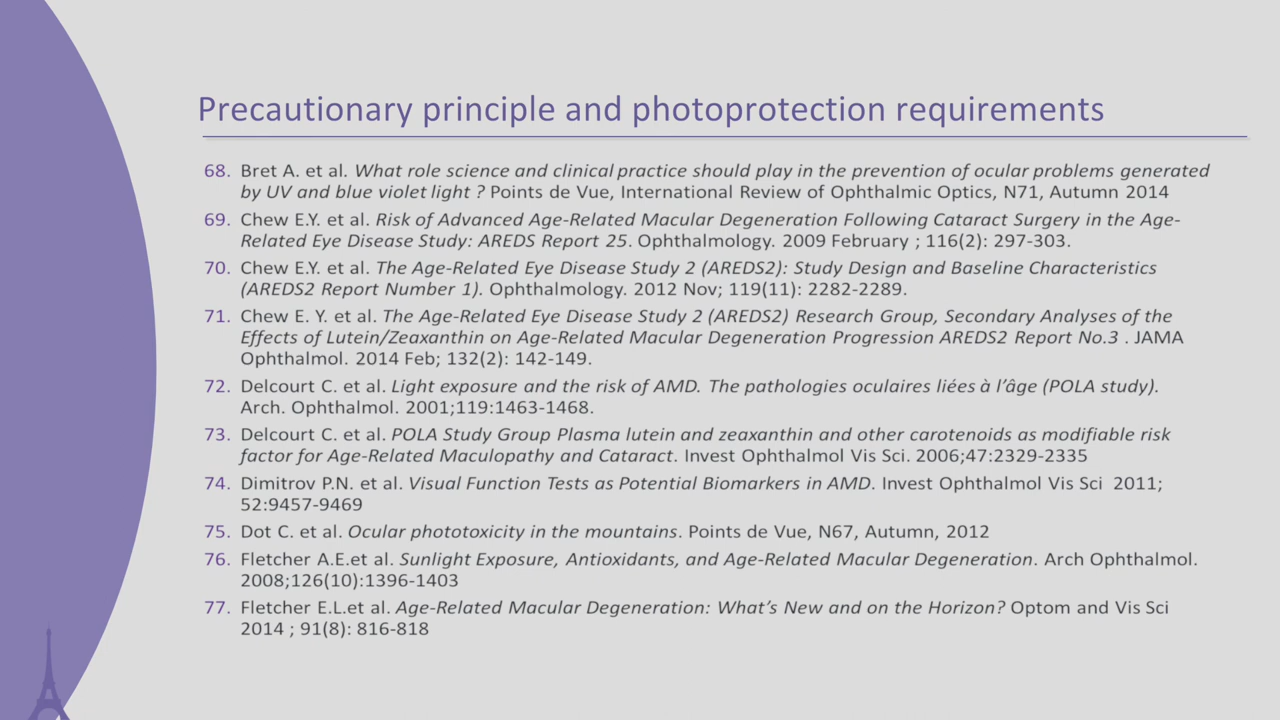 Precautionary principle and photoprotection requirements
68. Bret A. et al. What role science and clinical practice should play in the prevention of ocular problems generated
by UV and blue violet light ? Points de Vue, International Review of Ophthalmic Optics, N71, Autumn 2014
69. Chew E.Y. et al. Risk of Advanced Age-Related Macular Degeneration Following Cataract Surgery in the Age-
Related Eye Disease Study: AREDS Report 25. Ophthalmology. 2009 February ; 116(2): 297-303.
70. Chew E.Y. et al. The Age-Related Eye Disease Study 2 (AREDS2): Study Design and Baseline Characteristics
(AREDS2 Report Number 1). Ophthalmology. 2012 Nov; 119(11): 2282-2289.
71. Chew E. Y. et al. The Age-Related Eye Disease Study 2 (AREDS2) Research Group, Secondary Analyses of the
Effects of Lutein/Zeaxanthin on Age-Related Macular Degeneration Progression AREDS2 Report No.3 . JAMA
Ophthalmol. 2014 Feb; 132(2): 142-149.
72. Delcourt C. et al. Light exposure and the risk of AMD. The pathologies oculaires liées à l’âge (POLA study).
Arch. Ophthalmol. 2001;119:1463-1468.
73. Delcourt C. et al. POLA Study Group Plasma lutein and zeaxanthin and other carotenoids as modifiable risk
factor for Age-Related Maculopathy and Cataract. Invest Ophthalmol Vis Sci. 2006;47:2329-2335
74. Dimitrov P.N. et al. Visual Function Tests as Potential Biomarkers in AMD. Invest Ophthalmol Vis Sci 2011;
52:9457-9469
75. Dot C. et al. Ocular phototoxicity in the mountains. Points de Vue, N67, Autumn, 2012
76. Fletcher A.E.et al. Sunlight Exposure, Antioxidants, and Age-Related Macular Degeneration. Arch Ophthalmol.
2008;126(10):1396-1403
77. Fletcher E.L.et al. Age-Related Macular Degeneration: What’s New and on the Horizon? Optom and Vis Sci
2014 ; 91(8): 816-818